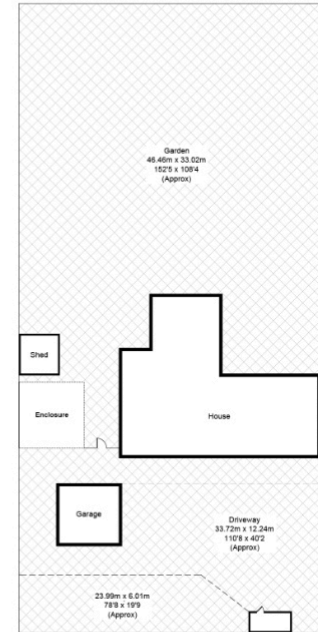 Garden
46.46m x 33.02m
152'5 x 108'4
(Approx)
Shed
Enclosure
House
Garage
Driveway
33.72m x 12.24m
110'8 x 40'2
(Approx)
23.99m x 6.01m
78'8 x 19'9
(Approx)